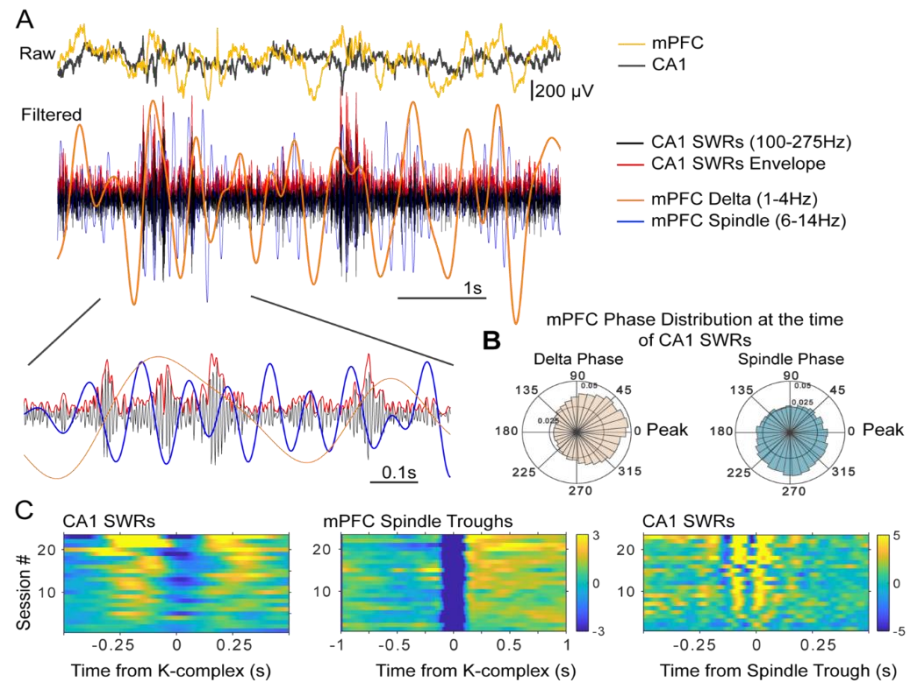 A
Raw
mPFC
CA1
200 µV
Filtered
CA1 SWRs (100-275Hz)
CA1 SWRs Envelope
mPFC Delta (1-4Hz)
mPFC Spindle (6-14Hz)
1s
0.1s
B
mPFC Phase Distribution at the time
of CA1 SWRs
Delta Phase
90
135
45
0.05
0.025
180
0
Peak
225
315
270
Spindle Phase
90
135
45
0.05
0.025
180
0
Peak
225
315
270
C
CA1 SWRs
Session #
20
10
-0.25
0
0.25
Time from K-complex (s)
mPFC Spindle Troughs
20
10
-1
-0.5
0
0.5
1
Time from K-complex (s)
3
0
-3
CA1 SWRs
20
10
-0.25
0
0.25
Time from Spindle Trough (s)
5
0
-5